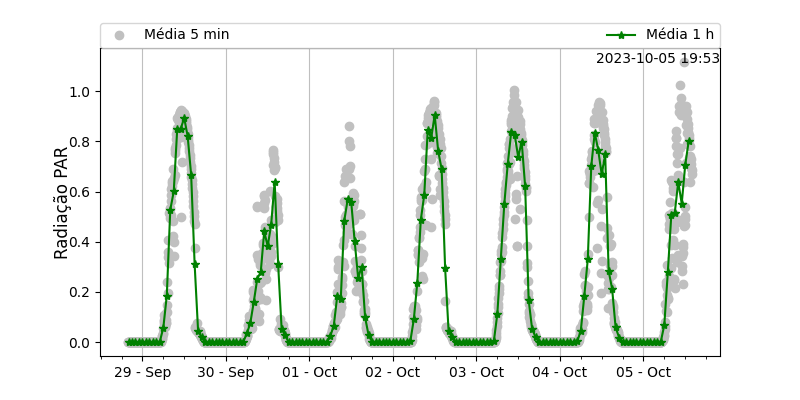 Média 5 min
Média 1 h
2023-10-05 19:53
Radiação PAR
1.0
0.8
0.6
0.4
0.2
0.0
29 - Sep
30 - Sep
01 - Oct
02 - Oct
03 - Oct
04 - Oct
05 - Oct